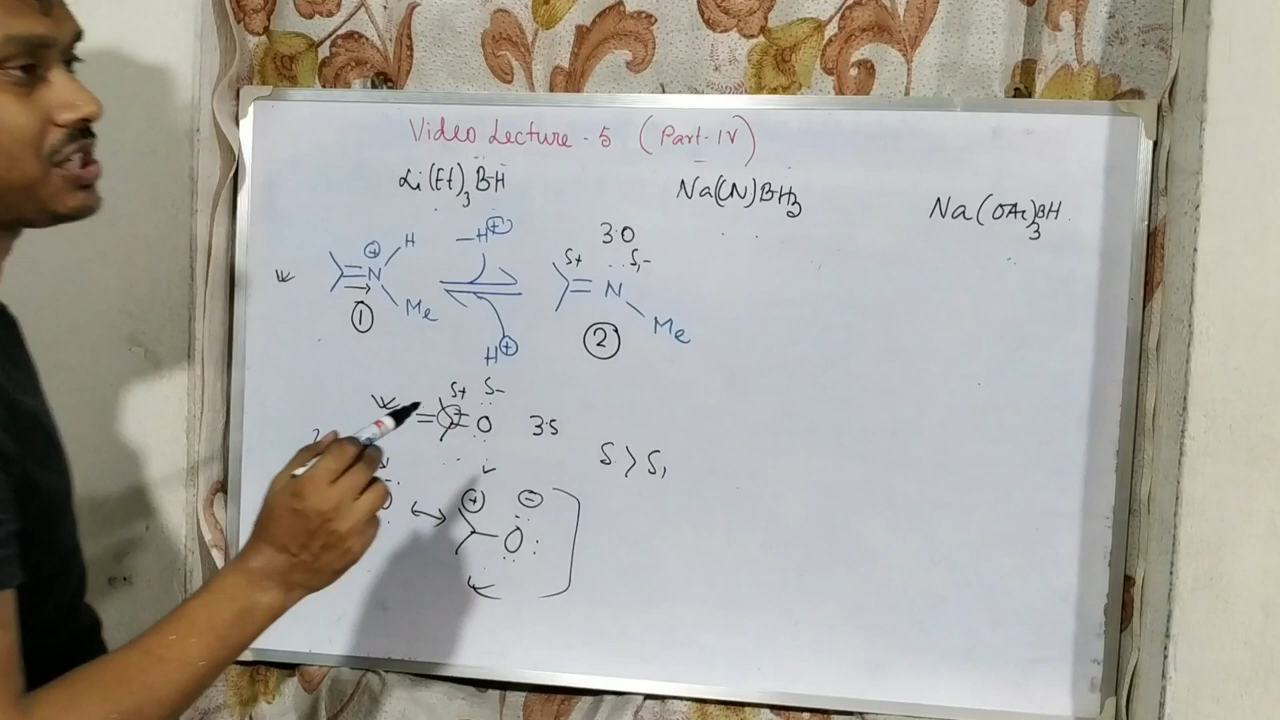 Video Lecture - 5 (Part-IV)
Li(Et)₃BH Na(CN)BH₃ Na(OAc)₃BH
H ⊕ -H⊕ 3.0
δ+ δ₁-
=N = N
Me Me
① H⊕ ②
δ+ δ-
= O 3.5
δ > δ₁
⊕ ⊖
↔ O